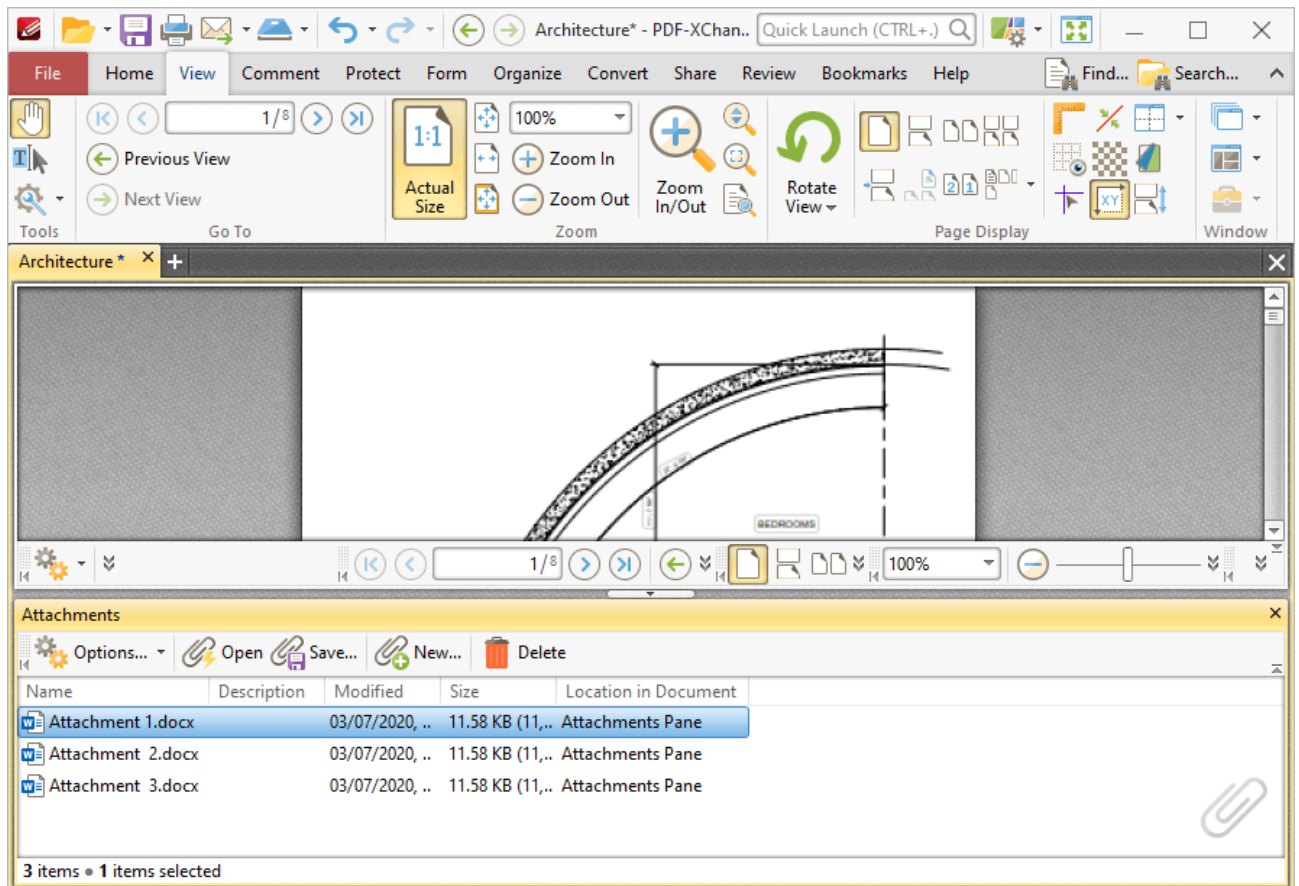 Architecture* - PDF-XChan.. Quick Launch (CTRL+.)
File Home View Comment Protect Form Organize Convert Share Review Bookmarks Help Find... Search...
1/8 100%
1:1
Previous View Zoom In
Actual Size Zoom In/Out Rotate View
Next View Zoom Out
2 1 XY
Tools Go To Zoom Page Display Window
Architecture *
BEDROOMS
1/8 100%
Attachments
Options... Open Save... New... Delete
Name Description Modified Size Location in Document
Attachment 1.docx 03/07/2020, .. 11.58 KB (11,.. Attachments Pane
Attachment 2.docx 03/07/2020, .. 11.58 KB (11,.. Attachments Pane
Attachment 3.docx 03/07/2020, .. 11.58 KB (11,.. Attachments Pane
3 items • 1 items selected